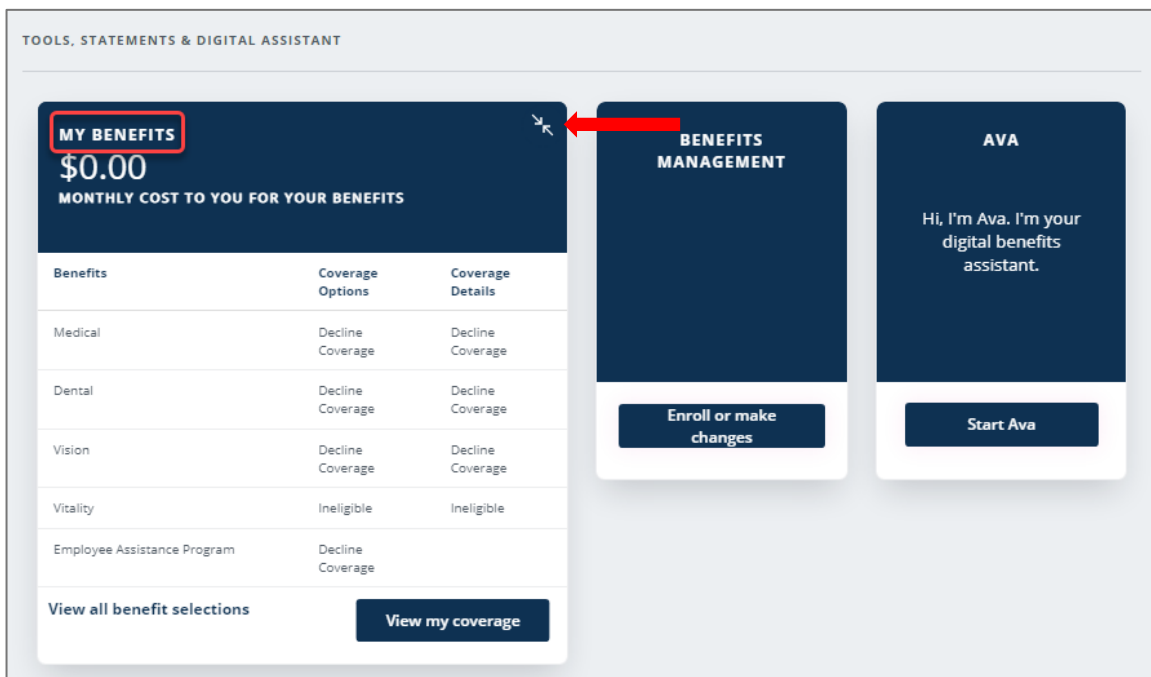 TOOLS, STATEMENTS & DIGITAL ASSISTANT
MY BENEFITS
$0.00
MONTHLY COST TO YOU FOR YOUR BENEFITS
Benefits Coverage Options Coverage Details
Medical Decline Coverage Decline Coverage
Dental Decline Coverage Decline Coverage
Vision Decline Coverage Decline Coverage
Vitality Ineligible Ineligible
Employee Assistance Program Decline Coverage
View all benefit selections View my coverage
BENEFITS
MANAGEMENT
Enroll or make
changes
AVA
Hi, I'm Ava. I'm your
digital benefits
assistant.
Start Ava